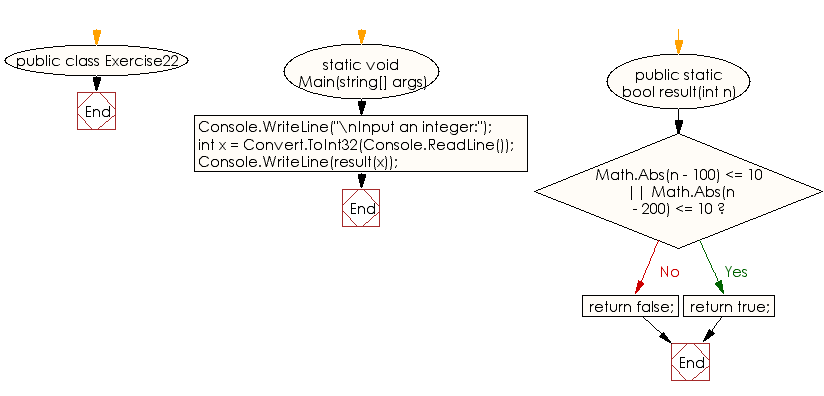 public class Exercise22
End
static void
Main(string[] args)
Console.WriteLine("\nInput an integer:");
int x = Convert.ToInt32(Console.ReadLine());
Console.WriteLine(result(x));
End
public static
bool result(int n)
Math.Abs(n - 100) <= 10
|| Math.Abs(n
- 200) <= 10 ?
No
Yes
return false;
return true;
End